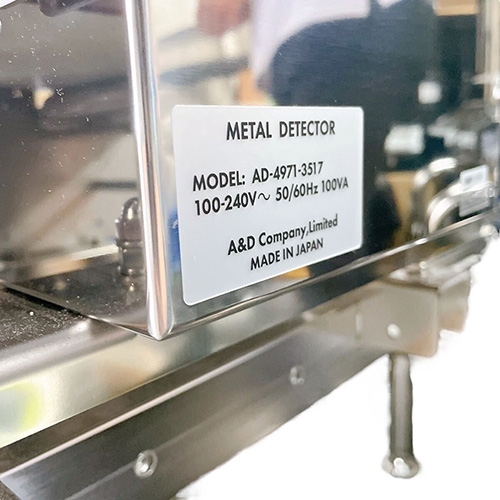 METAL DETECTOR
MODEL: AD-4971-3517
100-240V～ 50/60Hz 100VA
A&D Company,Limited
MADE IN JAPAN